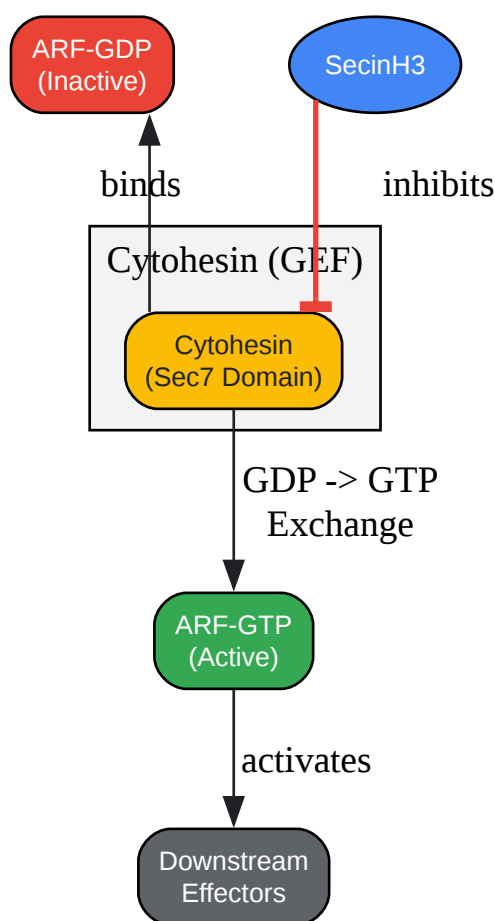 ARF-GDP
(Inactive)
SecinH3
binds
inhibits
Cytohesin (GEF)
Cytohesin
(Sec7 Domain)
GDP -> GTP
Exchange
ARF-GTP
(Active)
activates
Downstream
Effectors